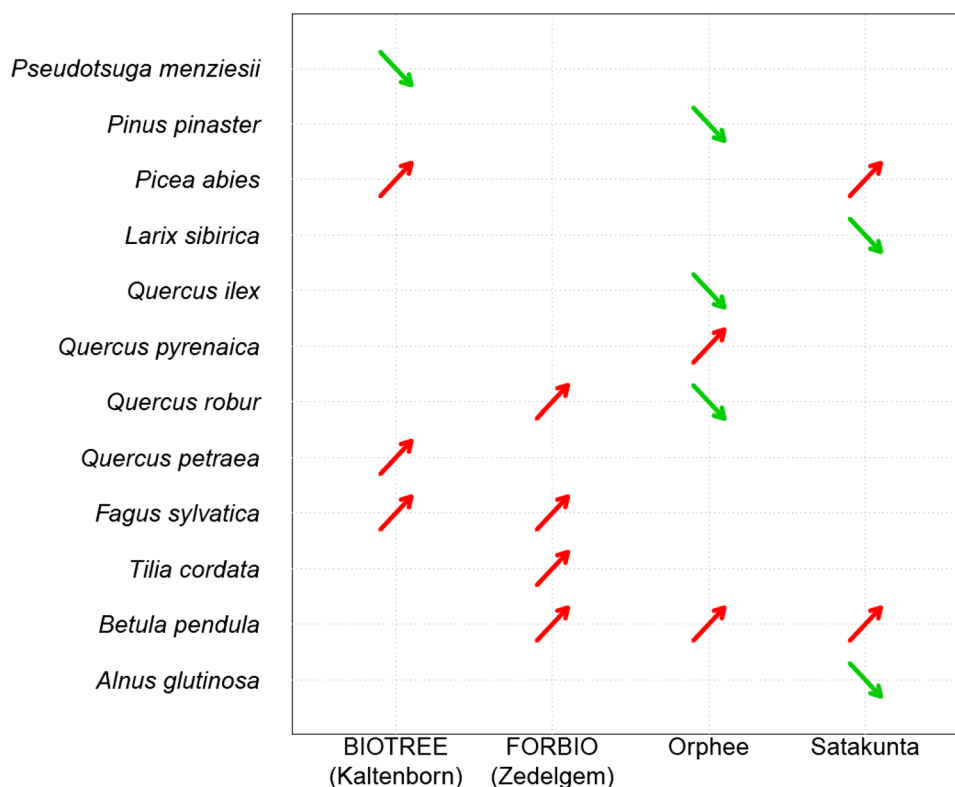 Pseudotsuga menziesii
Pinus pinaster
Picea abies
Larix sibirica
Quercus ilex
Quercus pyrenaica
Quercus robur
Quercus petraea
Fagus sylvatica
Tilia cordata
Betula pendula
Alnus glutinosa
BIOTREE FORBIO Orphee Satakunta
(Kaltenborn) (Zedelgem)